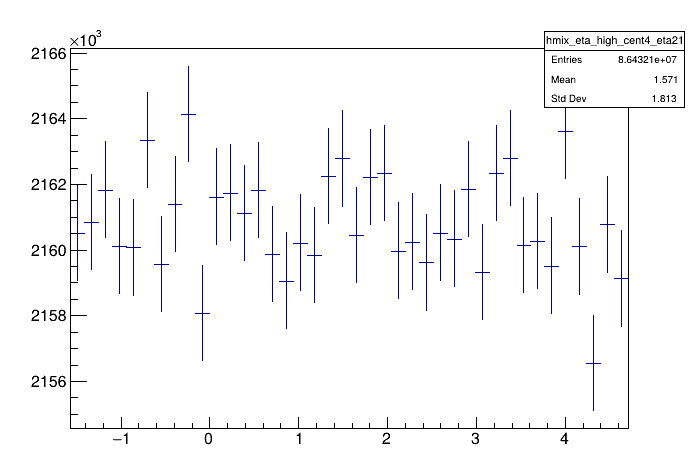 ×10³
hmix_eta_high_cent4_eta21
Entries 8.64321e+07
Mean 1.571
Std Dev 1.813
2166
2164
2162
2160
2158
2156
−1 0 1 2 3 4